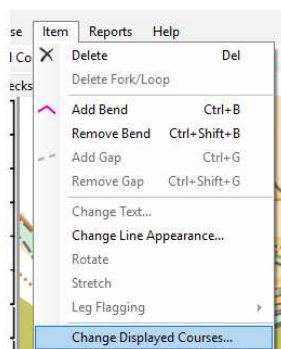 se Item Reports Help
l Co Delete Del
Delete Fork/Loop
ecks
Add Bend Ctrl+B
Remove Bend Ctrl+Shift+B
Add Gap Ctrl+G
Remove Gap Ctrl+Shift+G
Change Text...
Change Line Appearance...
Rotate
Stretch
Leg Flagging
Change Displayed Courses...